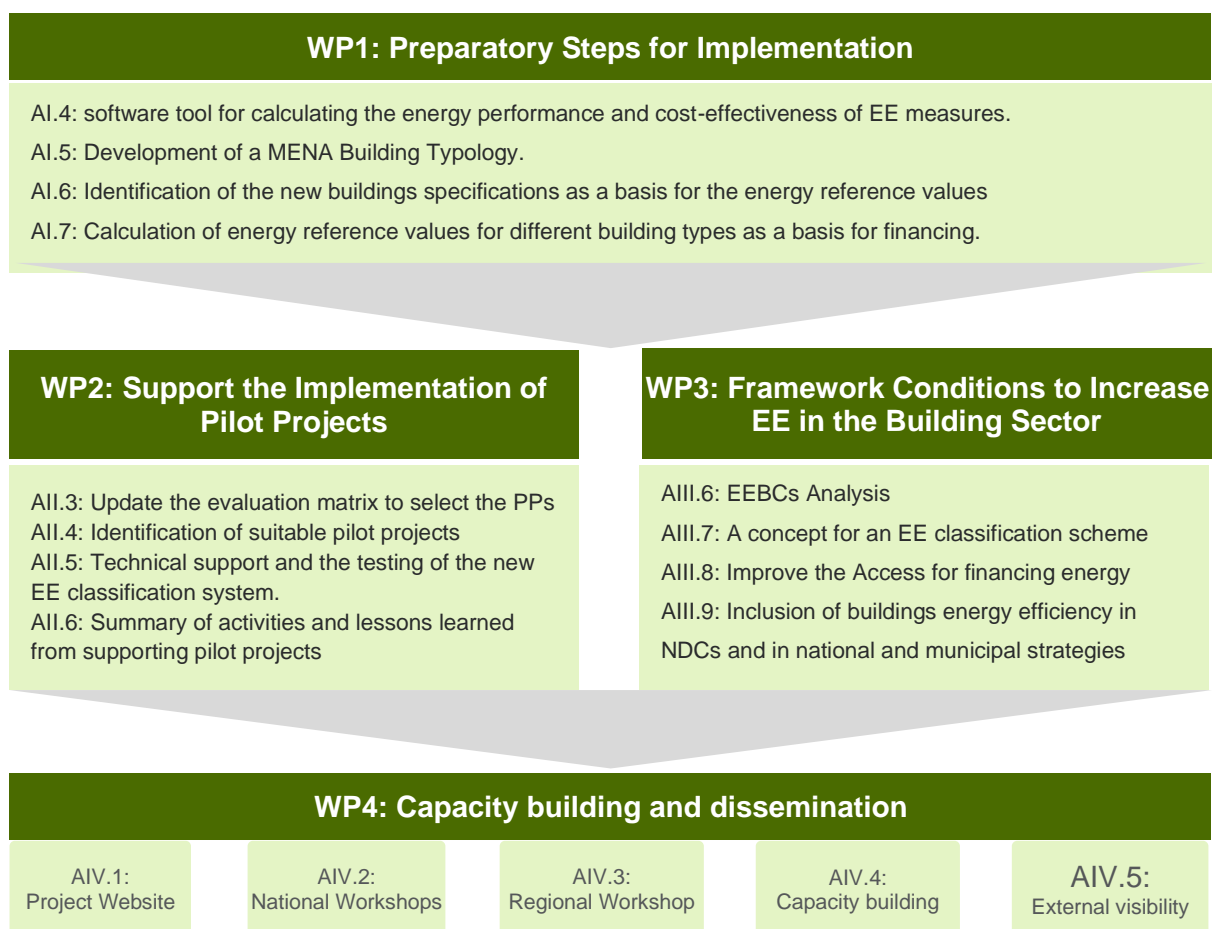 WP1: Preparatory Steps for Implementation
AI.4: software tool for calculating the energy performance and cost-effectiveness of EE measures.
AI.5: Development of a MENA Building Typology.
AI.6: Identification of the new buildings specifications as a basis for the energy reference values
AI.7: Calculation of energy reference values for different building types as a basis for financing.
WP2: Support the Implementation of
Pilot Projects
AII.3: Update the evaluation matrix to select the PPs
AII.4: Identification of suitable pilot projects
AII.5: Technical support and the testing of the new
EE classification system.
AII.6: Summary of activities and lessons learned
from supporting pilot projects
WP3: Framework Conditions to Increase
EE in the Building Sector
AIII.6: EEBCs Analysis
AIII.7: A concept for an EE classification scheme
AIII.8: Improve the Access for financing energy
AIII.9: Inclusion of buildings energy efficiency in
NDCs and in national and municipal strategies
WP4: Capacity building and dissemination
AIV.1:
Project Website
AIV.2:
National Workshops
AIV.3:
Regional Workshop
AIV.4:
Capacity building
AIV.5:
External visibility